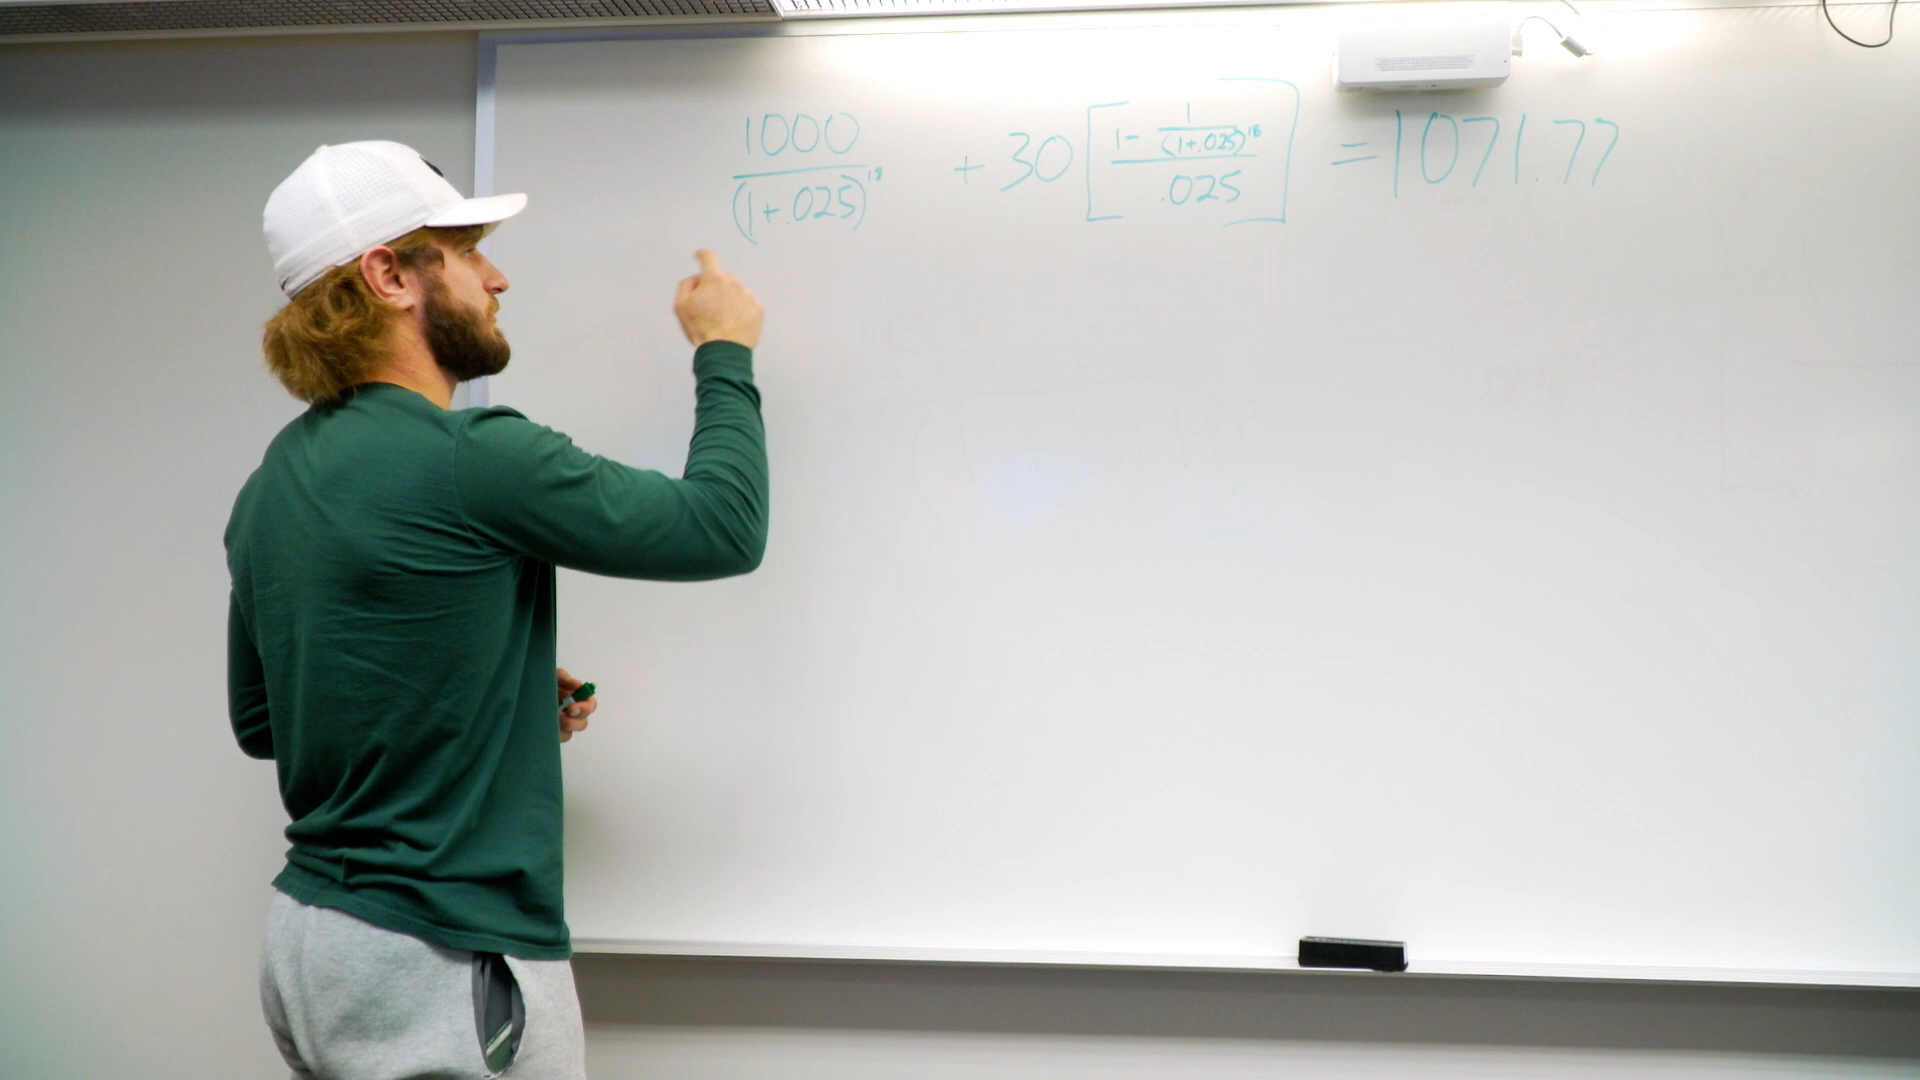 1000 / (1+.025)^18 + 30 [ (1 - 1 / (1+.025)^18) / .025 ] = 1071.77